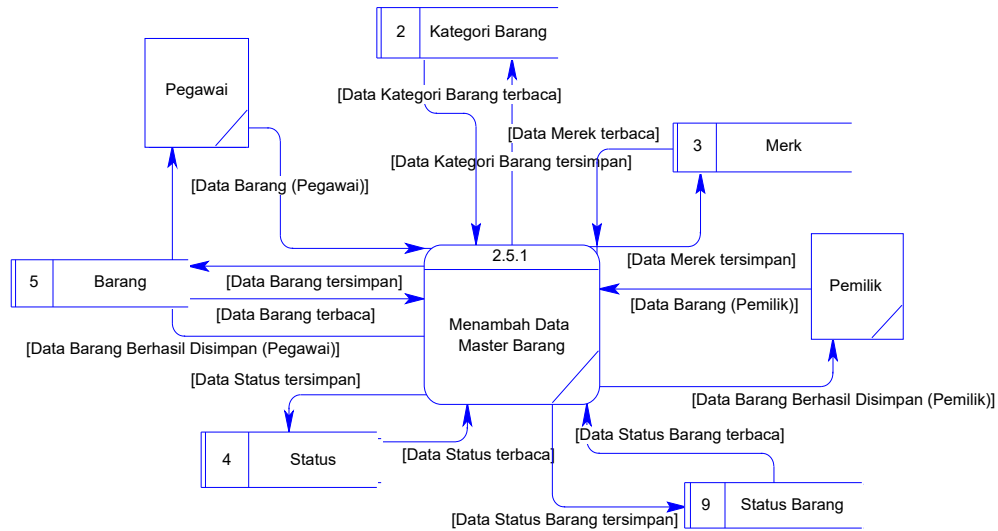 2 Kategori Barang
Pegawai
[Data Kategori Barang terbaca]
[Data Merek terbaca]
3 Merk
[Data Kategori Barang tersimpan]
[Data Barang (Pegawai)]
2.5.1
[Data Merek tersimpan]
5 Barang
[Data Barang tersimpan]
Pemilik
[Data Barang (Pemilik)]
[Data Barang terbaca]
Menambah Data
Master Barang
[Data Barang Berhasil Disimpan (Pegawai)]
[Data Status tersimpan]
[Data Barang Berhasil Disimpan (Pemilik)]
[Data Status Barang terbaca]
4 Status
[Data Status terbaca]
9 Status Barang
[Data Status Barang tersimpan]